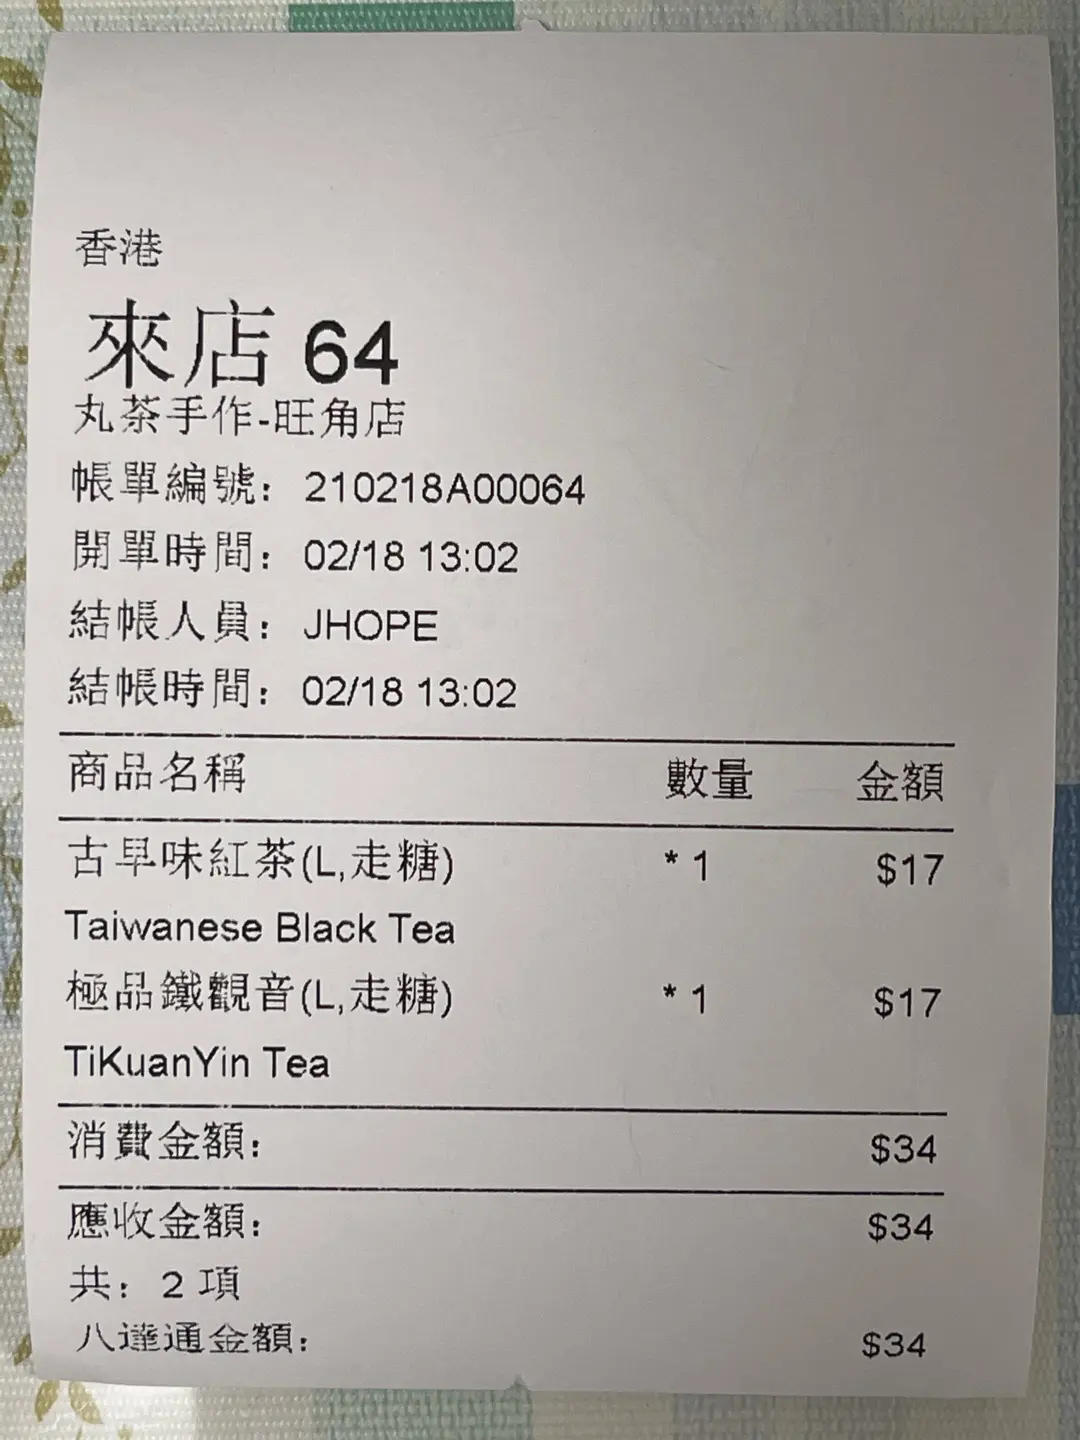 香港
來店 64
丸茶手作-旺角店
帳單編號： 210218A00064
開單時間： 02/18 13:02
結帳人員： JHOPE
結帳時間： 02/18 13:02
商品名稱 數量 金額
古早味紅茶(L,走糖) * 1 $17
Taiwanese Black Tea
極品鐵觀音(L,走糖) * 1 $17
TiKuanYin Tea
消費金額： $34
應收金額： $34
共： 2 項
八達通金額： $34